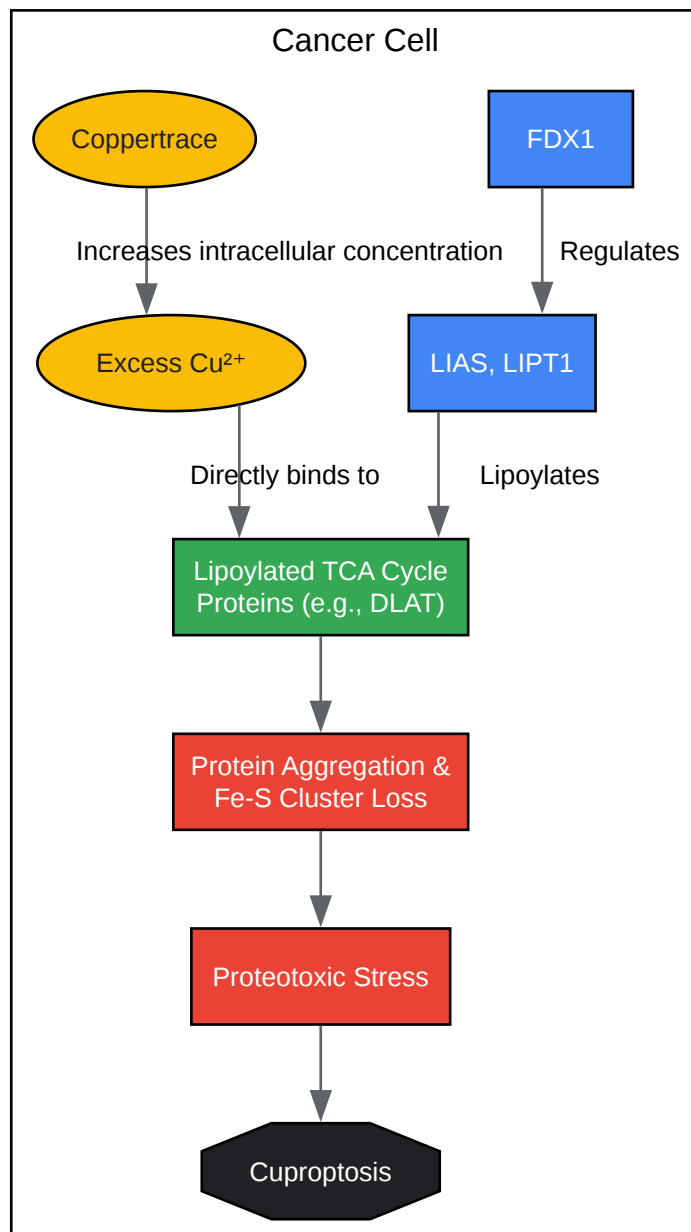 Cancer Cell
Coppertrace
FDX1
Increases intracellular concentration
Regulates
Excess Cu²⁺
LIAS, LIPT1
Directly binds to
Lipoylates
Lipoylated TCA Cycle
Proteins (e.g., DLAT)
Protein Aggregation &
Fe-S Cluster Loss
Proteotoxic Stress
Cuproptosis